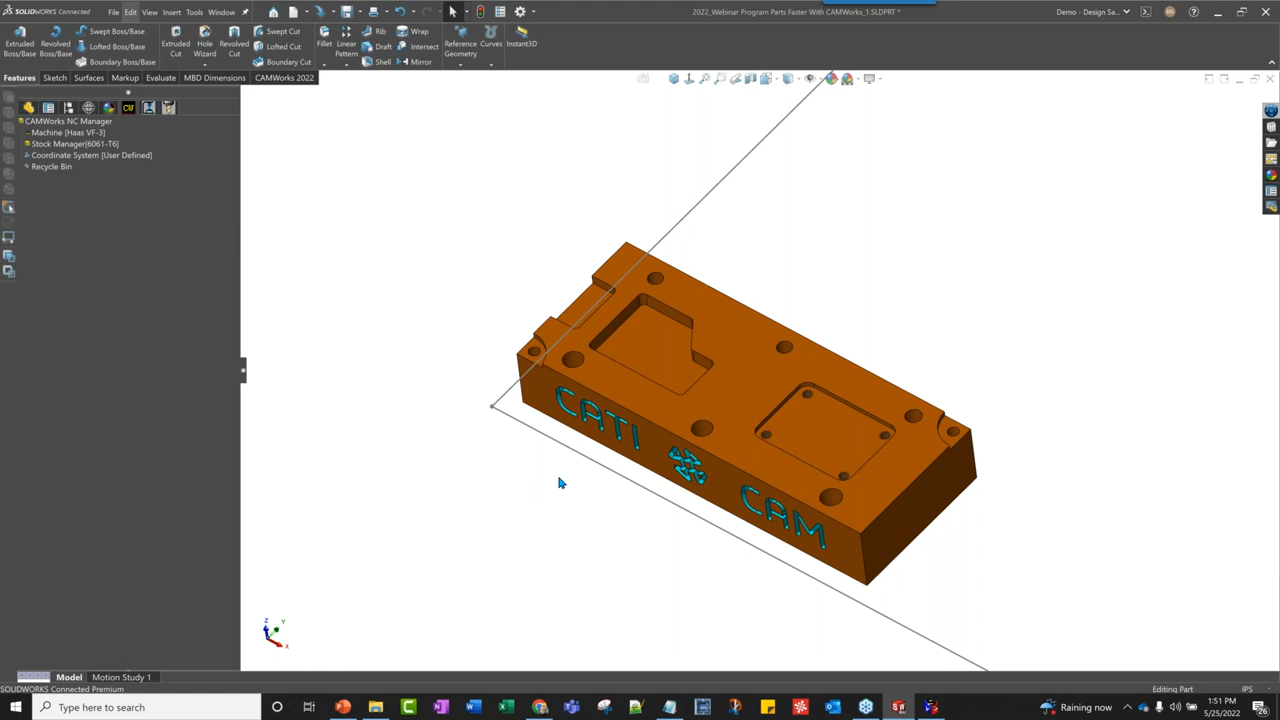 SOLIDWORKS CONNECTED File Edit View Insert Tools Window 2022_Webinar Program Parts Faster With CAMWorks_1.SLDPRT * Demo - Design Sa...
Extruded Boss/Base
Revolved Boss/Base
Swept Boss/Base
Lofted Boss/Base
Boundary Boss/Base
Extruded Cut
Hole Wizard
Revolved Cut
Swept Cut
Lofted Cut
Boundary Cut
Fillet
Linear Pattern
Rib
Draft
Shell
Wrap
Intersect
Mirror
Reference Geometry
Curves
Instant3D
Features Sketch Surfaces Markup Evaluate MBD Dimensions CAMWorks 2022
CAMWorks NC Manager
Machine [Haas VF-3]
Stock Manager[6061-T6]
Coordinate System [User Defined]
Recycle Bin
CATI CAM
Z Y X
Model Motion Study 1
SOLIDWORKS Connected Premium Editing Part IPS
Type here to search Raining now 1:51 PM
5/25/2022 26